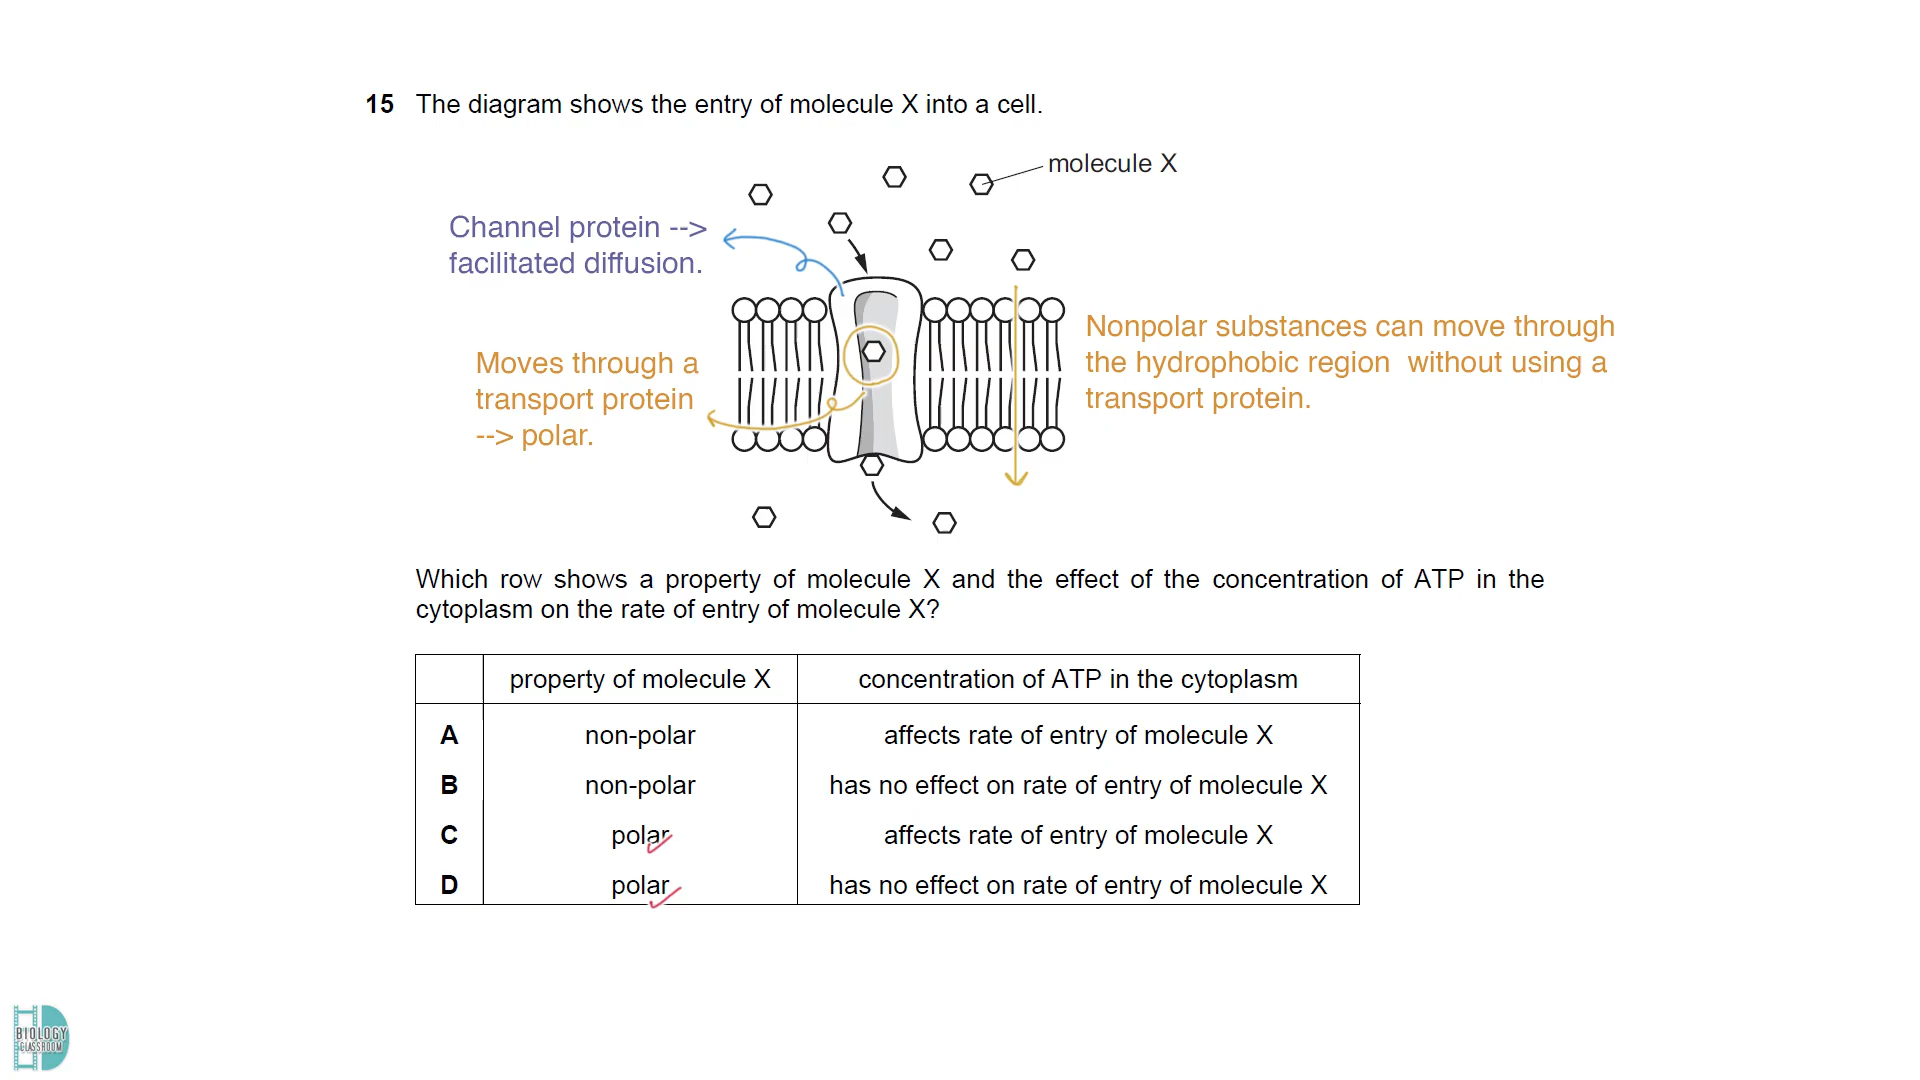 15 The diagram shows the entry of molecule X into a cell.
molecule X
Channel protein -->
facilitated diffusion.
Nonpolar substances can move through
the hydrophobic region without using a
transport protein.
Moves through a
transport protein
--> polar.
Which row shows a property of molecule X and the effect of the concentration of ATP in the
cytoplasm on the rate of entry of molecule X?
property of molecule X concentration of ATP in the cytoplasm
A non-polar affects rate of entry of molecule X
B non-polar has no effect on rate of entry of molecule X
C polar affects rate of entry of molecule X
D polar has no effect on rate of entry of molecule X
BIOLOGY
CLASSROOM